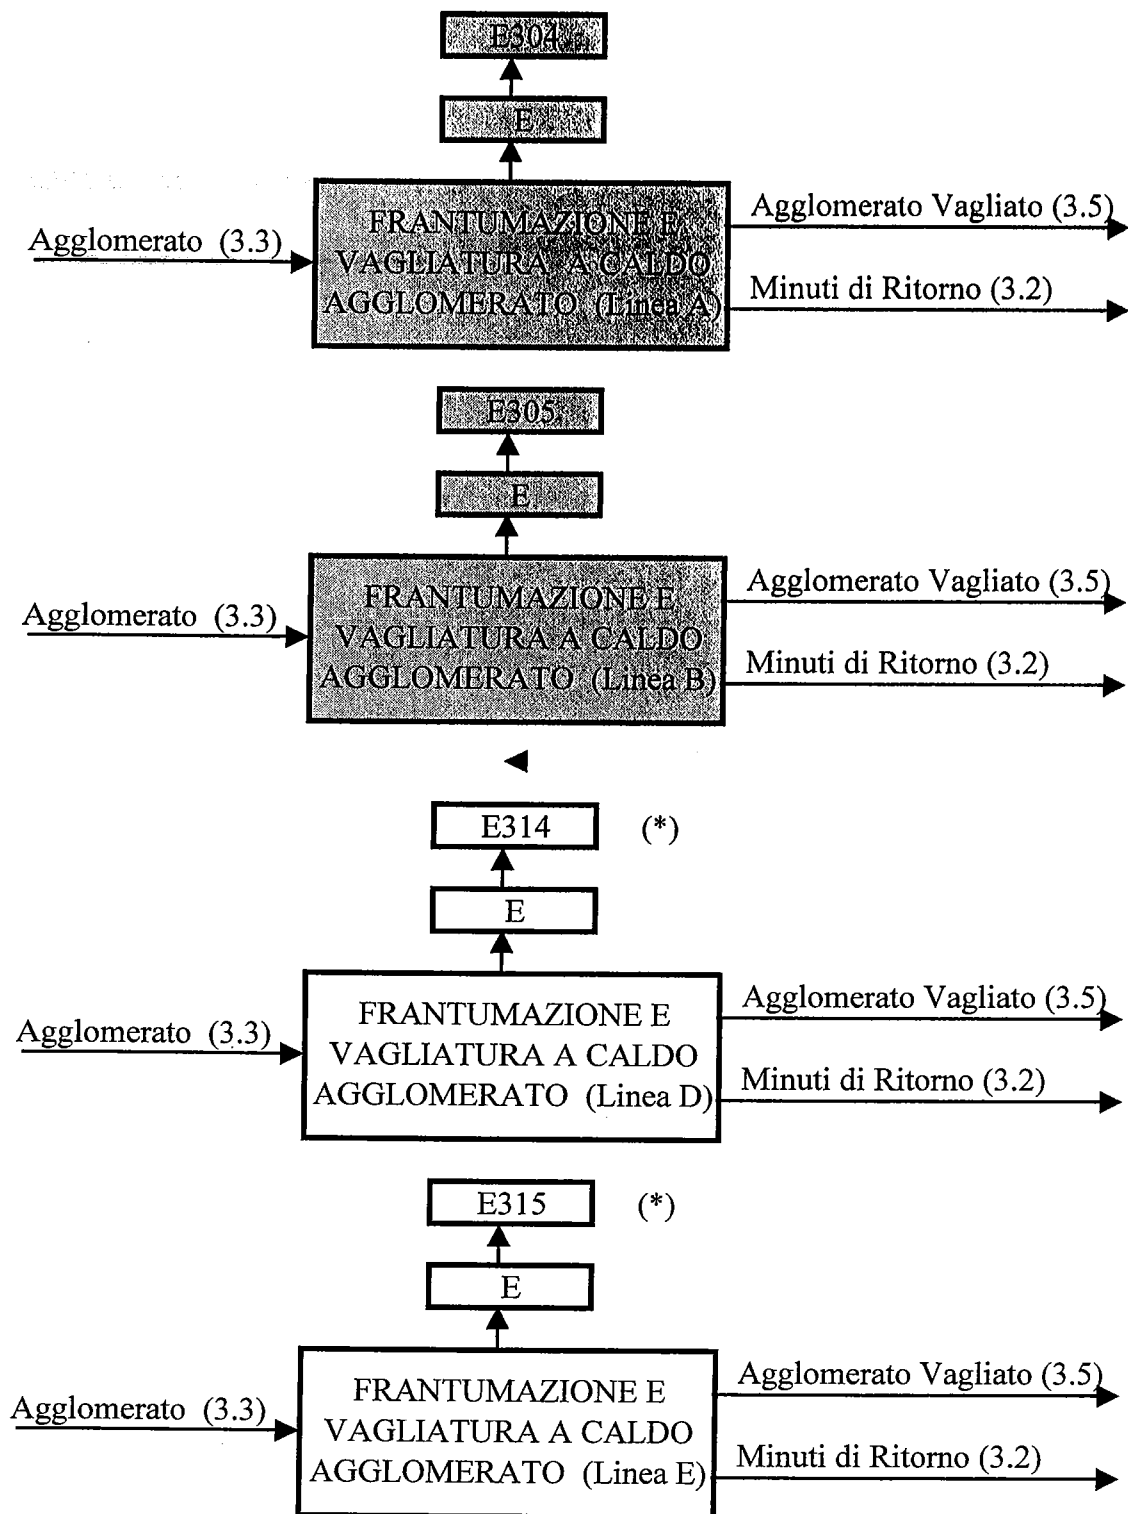 E304
E
FRANTUMAZIONE E
VAGLIATURA A CALDO
AGGLOMERATO (Linea A)
Agglomerato (3.3)
Agglomerato Vagliato (3.5)
Minuti di Ritorno (3.2)
E305
E
FRANTUMAZIONE E
VAGLIATURA A CALDO
AGGLOMERATO (Linea B)
Agglomerato (3.3)
Agglomerato Vagliato (3.5)
Minuti di Ritorno (3.2)
E314 (*)
E
FRANTUMAZIONE E
VAGLIATURA A CALDO
AGGLOMERATO (Linea D)
Agglomerato (3.3)
Agglomerato Vagliato (3.5)
Minuti di Ritorno (3.2)
E315 (*)
E
FRANTUMAZIONE E
VAGLIATURA A CALDO
AGGLOMERATO (Linea E)
Agglomerato (3.3)
Agglomerato Vagliato (3.5)
Minuti di Ritorno (3.2)